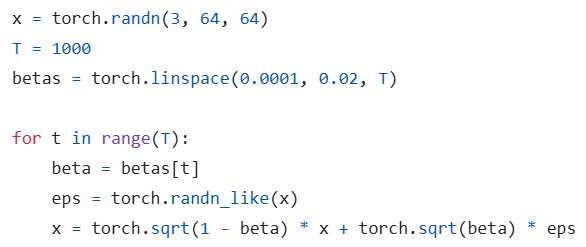 x = torch.randn(3, 64, 64)
T = 1000
betas = torch.linspace(0.0001, 0.02, T)

for t in range(T):
    beta = betas[t]
    eps = torch.randn_like(x)
    x = torch.sqrt(1 - beta) * x + torch.sqrt(beta) * eps